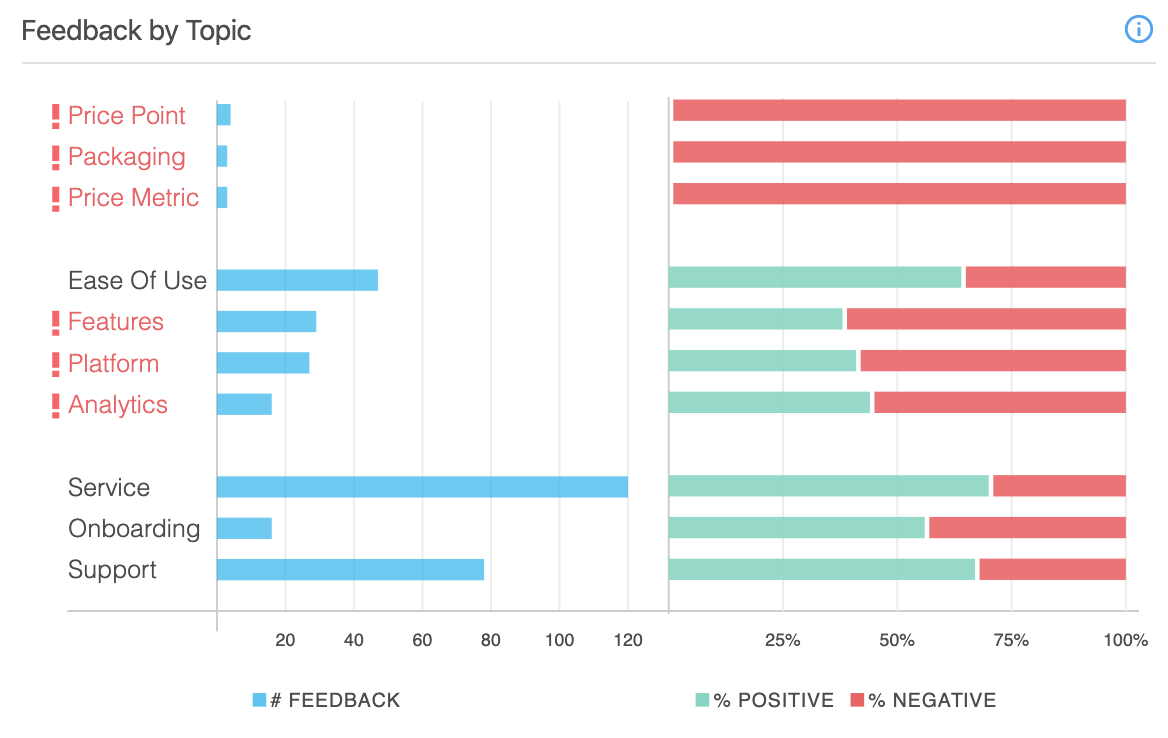 Feedback by Topic
Price Point
Packaging
Price Metric
Ease Of Use
Features
Platform
Analytics
Service
Onboarding
Support
20 40 60 80 100 120 25% 50% 75% 100%
# FEEDBACK % POSITIVE % NEGATIVE